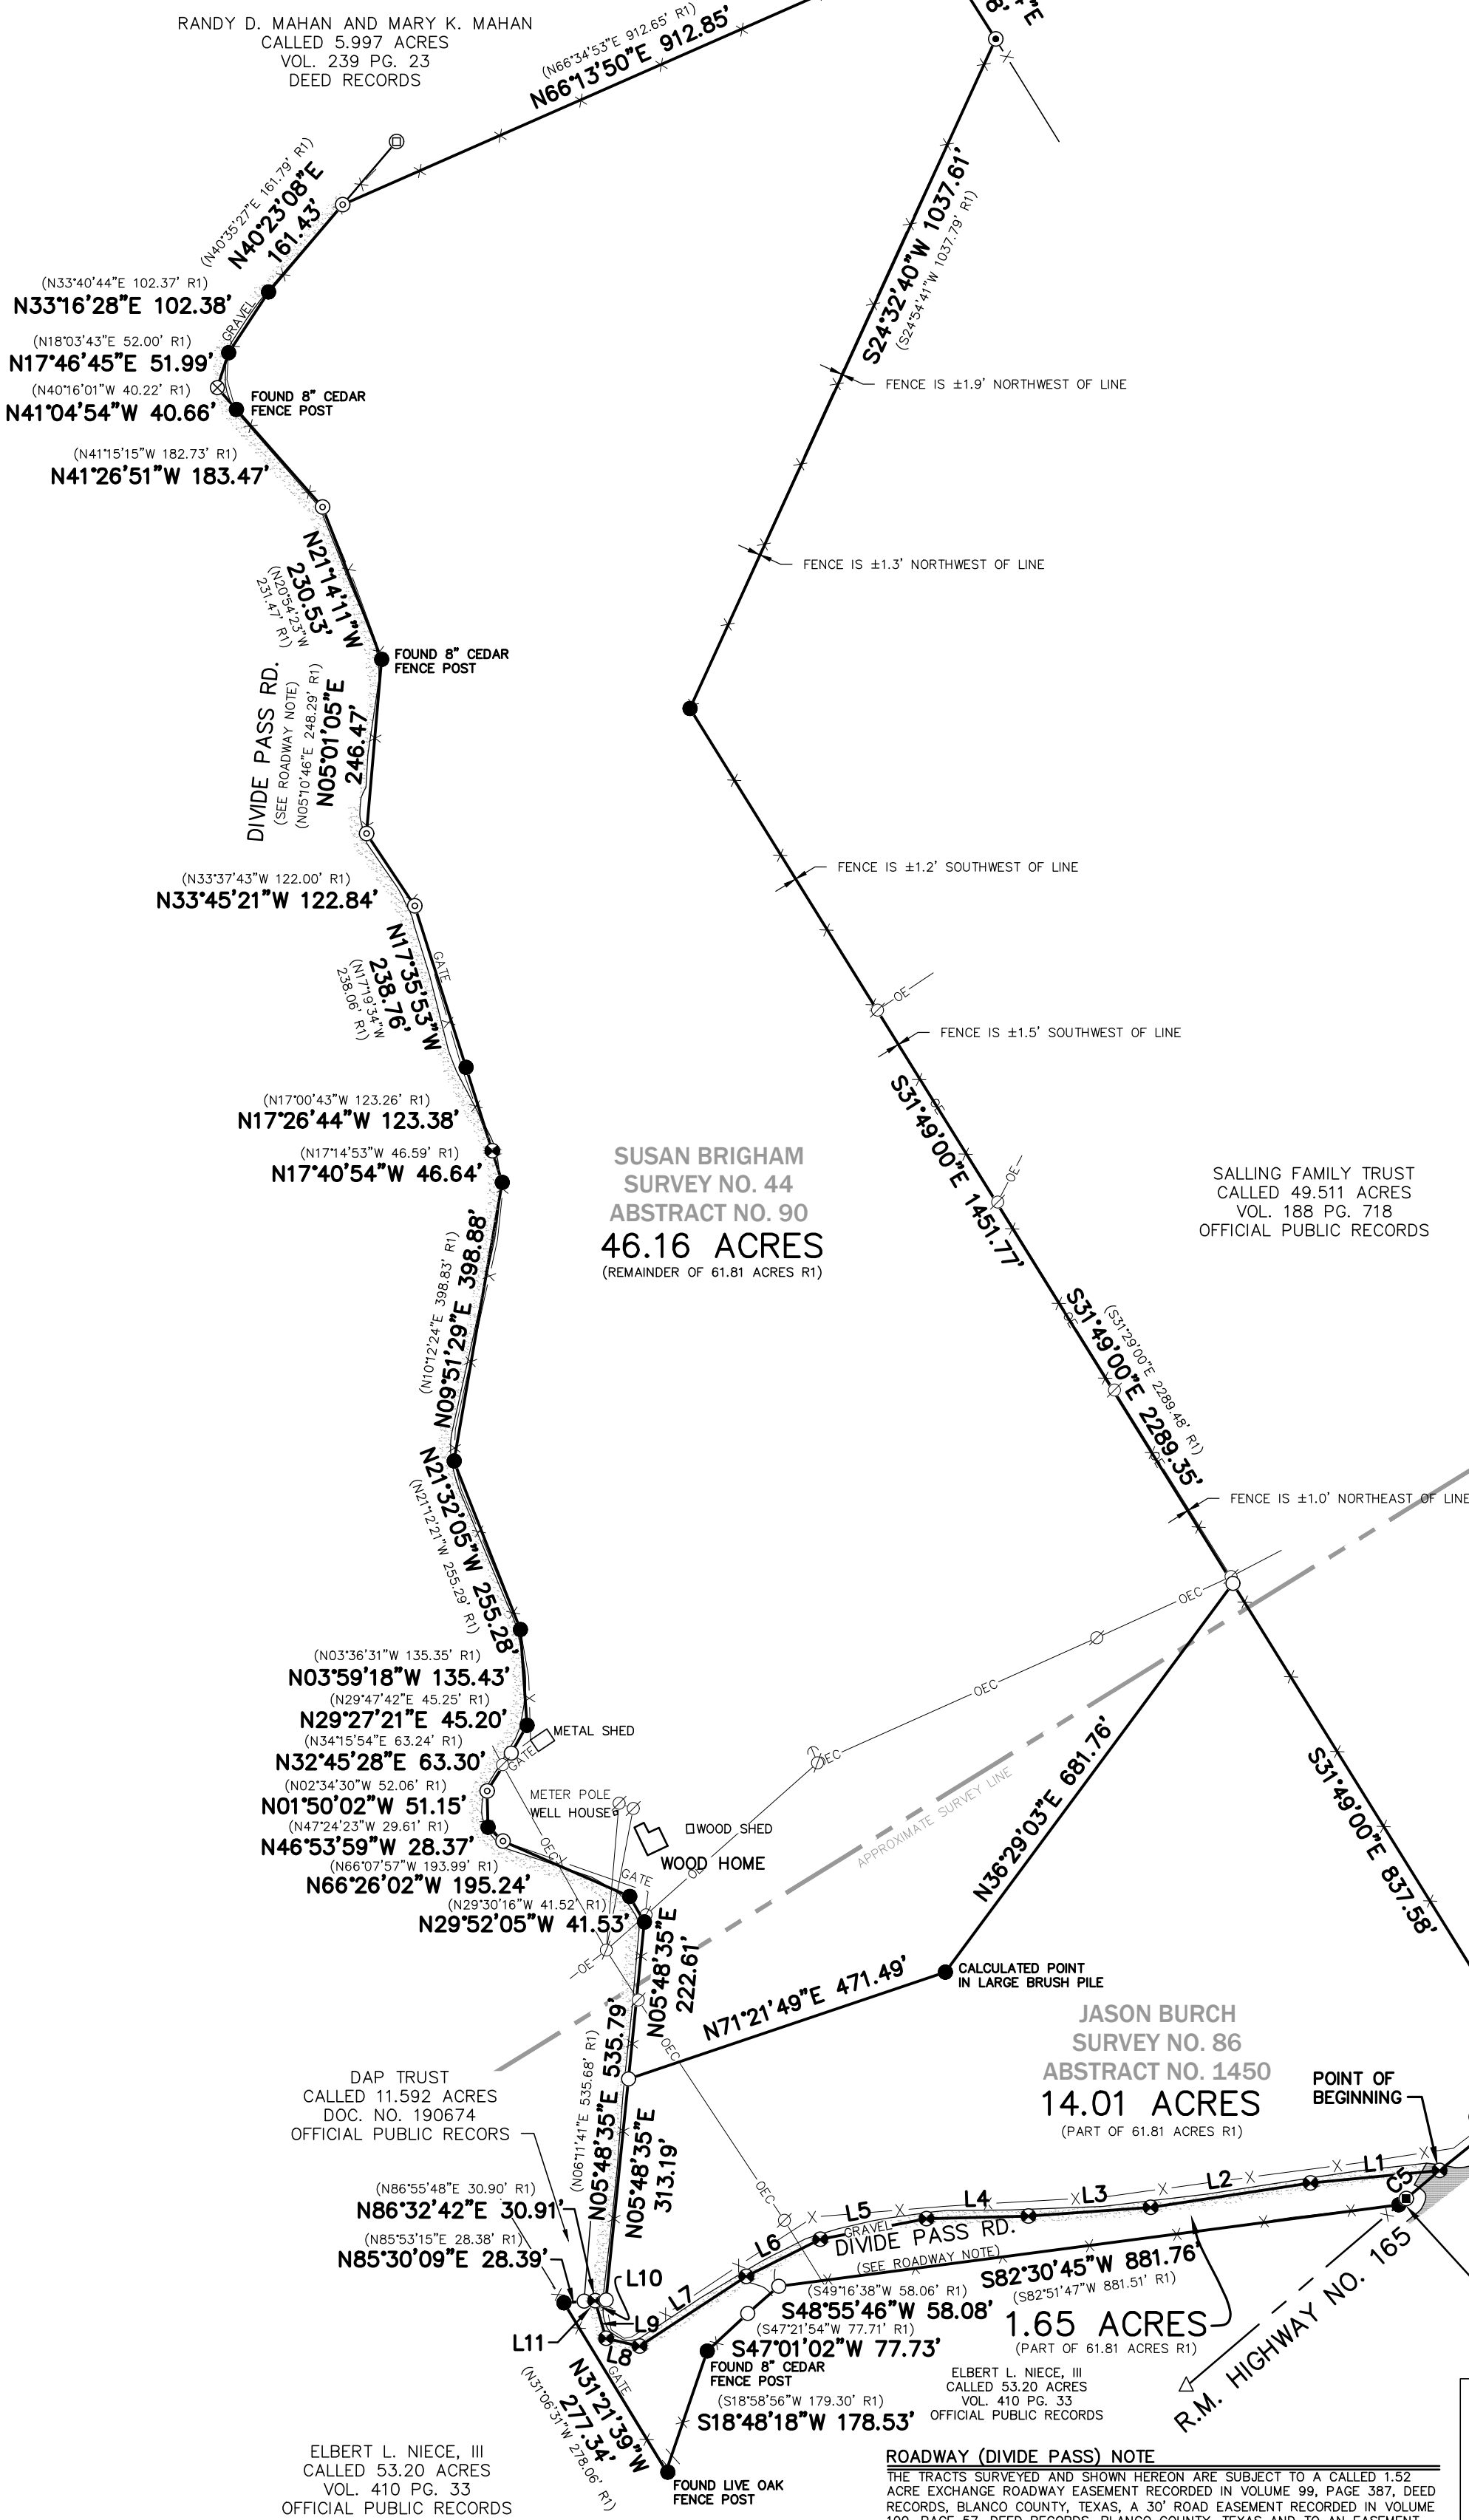 RANDY D. MAHAN AND MARY K. MAHAN
CALLED 5.997 ACRES
VOL. 239 PG. 23
DEED RECORDS
(N66°34'53"E 912.65' R1)
N66°13'50"E 912.85'
(N40°35'27"E 161.79' R1)
N40°23'08"E
161.43'
S24°32'40"W 1037.61'
(S24°54'41"W 1037.79' R1)
(N33°40'44"E 102.37' R1)
N33°16'28"E 102.38'
GRAVEL
(N18°03'43"E 52.00' R1)
N17°46'45"E 51.99'
(N40°16'01"W 40.22' R1)
N41°04'54"W 40.66'
FOUND 8" CEDAR
FENCE POST
FENCE IS ±1.9' NORTHWEST OF LINE
(N41°15'15"W 182.73' R1)
N41°26'51"W 183.47'
FENCE IS ±1.3' NORTHWEST OF LINE
N21°14'11"W
230.53'
(N20°54'23"W
231.47' R1)
FOUND 8" CEDAR
FENCE POST
DIVIDE PASS RD.
(SEE ROADWAY NOTE)
(N05°10'46"E 248.29' R1)
N05°01'05"E
246.47'
FENCE IS ±1.2' SOUTHWEST OF LINE
(N33°37'43"W 122.00' R1)
N33°45'21"W 122.84'
N17°35'53"W
238.76'
(N17°19'34"W
238.06' R1)
GATE
OE
FENCE IS ±1.5' SOUTHWEST OF LINE
S31°49'00"E 1451.77'
OE
OE
(N17°00'43"W 123.26' R1)
N17°26'44"W 123.38'
(N17°14'53"W 46.59' R1)
N17°40'54"W 46.64'
SUSAN BRIGHAM
SURVEY NO. 44
ABSTRACT NO. 90
46.16 ACRES
(REMAINDER OF 61.81 ACRES R1)
SALLING FAMILY TRUST
CALLED 49.511 ACRES
VOL. 188 PG. 718
OFFICIAL PUBLIC RECORDS
(N10°12'24"E 398.83' R1)
N09°51'29"E 398.88'
(S31°29'00"E 2289.48' R1)
S31°49'00"E 2289.35'
OE
OE
N21°32'05"W 255.28'
(N21°12'21"W 255.29' R1)
FENCE IS ±1.0' NORTHEAST OF LINE
(N03°36'31"W 135.35' R1)
N03°59'18"W 135.43'
(N29°47'42"E 45.25' R1)
N29°27'21"E 45.20'
(N34°15'54"E 63.24' R1)
N32°45'28"E 63.30'
(N02°34'30"W 52.06' R1)
N01°50'02"W 51.15'
(N47°24'23"W 29.61' R1)
N46°53'59"W 28.37'
(N66°07'57"W 193.99' R1)
N66°26'02"W 195.24'
(N29°30'16"W 41.52' R1)
N29°52'05"W 41.53'
METAL SHED
GATE
METER POLE
WELL HOUSE
WOOD SHED
WOOD HOME
GATE
OEC
OEC
OEC
OEC
OE
APPROXIMATE SURVEY LINE
N36°29'03"E 681.76'
S31°49'00"E 837.58'
N05°48'35"E
222.61'
CALCULATED POINT
IN LARGE BRUSH PILE
N71°21'49"E 471.49'
(N06°11'41"E 535.68' R1)
N05°48'35"E 535.79'
N05°48'35"E
313.19'
OEC
OEC
JASON BURCH
SURVEY NO. 86
ABSTRACT NO. 1450
14.01 ACRES
(PART OF 61.81 ACRES R1)
POINT OF
BEGINNING
DAP TRUST
CALLED 11.592 ACRES
DOC. NO. 190674
OFFICIAL PUBLIC RECORS
(N86°55'48"E 30.90' R1)
N86°32'42"E 30.91'
(N85°53'15"E 28.38' R1)
N85°30'09"E 28.39'
L1
L2
L3
L4
L5
L6
L7
L8
L9
L10
L11
C5
GRAVEL
DIVIDE PASS RD.
(SEE ROADWAY NOTE)
S82°30'45"W 881.76'
(S82°51'47"W 881.51' R1)
(S49°16'38"W 58.06' R1)
S48°55'46"W 58.08'
(S47°21'54"W 77.71' R1)
S47°01'02"W 77.73'
1.65 ACRES
(PART OF 61.81 ACRES R1)
R.M. HIGHWAY NO. 165
FOUND 8" CEDAR
FENCE POST
(S18°58'56"W 179.30' R1)
S18°48'18"W 178.53'
ELBERT L. NIECE, III
CALLED 53.20 ACRES
VOL. 410 PG. 33
OFFICIAL PUBLIC RECORDS
GATE
N31°21'39"W
277.34'
(N31°06'31"W 278.06' R1)
FOUND LIVE OAK
FENCE POST
ELBERT L. NIECE, III
CALLED 53.20 ACRES
VOL. 410 PG. 33
OFFICIAL PUBLIC RECORDS
ROADWAY (DIVIDE PASS) NOTE
THE TRACTS SURVEYED AND SHOWN HEREON ARE SUBJECT TO A CALLED 1.52
ACRE EXCHANGE ROADWAY EASEMENT RECORDED IN VOLUME 99, PAGE 387, DEED
RECORDS, BLANCO COUNTY, TEXAS, A 30' ROAD EASEMENT RECORDED IN VOLUME
100, PAGE 57, DEED RECORDS, BLANCO COUNTY, TEXAS AND TO AN EASEMENT